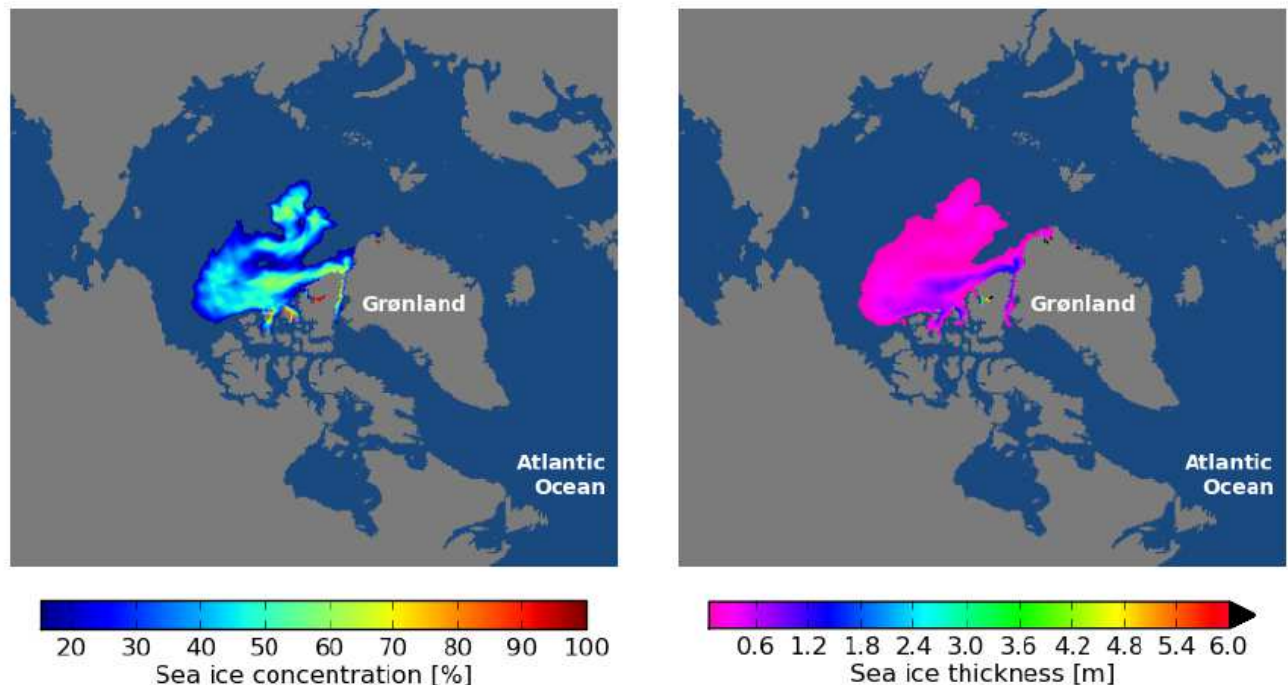 Grønland
Atlantic
Ocean
20 30 40 50 60 70 80 90 100
Sea ice concentration [%]
Grønland
Atlantic
Ocean
0.6 1.2 1.8 2.4 3.0 3.6 4.2 4.8 5.4 6.0
Sea ice thickness [m]